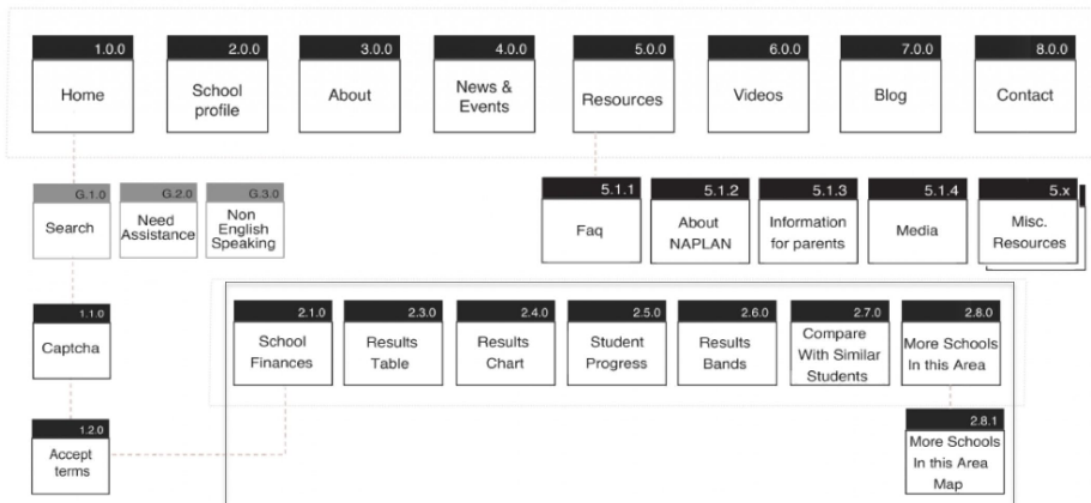 1.0.0
Home
2.0.0
School
profile
3.0.0
About
4.0.0
News &
Events
5.0.0
Resources
6.0.0
Videos
7.0.0
Blog
8.0.0
Contact
G.1.0
Search
G.2.0
Need
Assistance
G.3.0
Non
English
Speaking
5.1.1
Faq
5.1.2
About
NAPLAN
5.1.3
Information
for parents
5.1.4
Media
5.x
Misc.
Resources
1.1.0
Captcha
2.1.0
School
Finances
2.3.0
Results
Table
2.4.0
Results
Chart
2.5.0
Student
Progress
2.6.0
Results
Bands
2.7.0
Compare
With Similar
Students
2.8.0
More Schools
In this Area
1.2.0
Accept
terms
2.8.1
More Schools
In this Area
Map